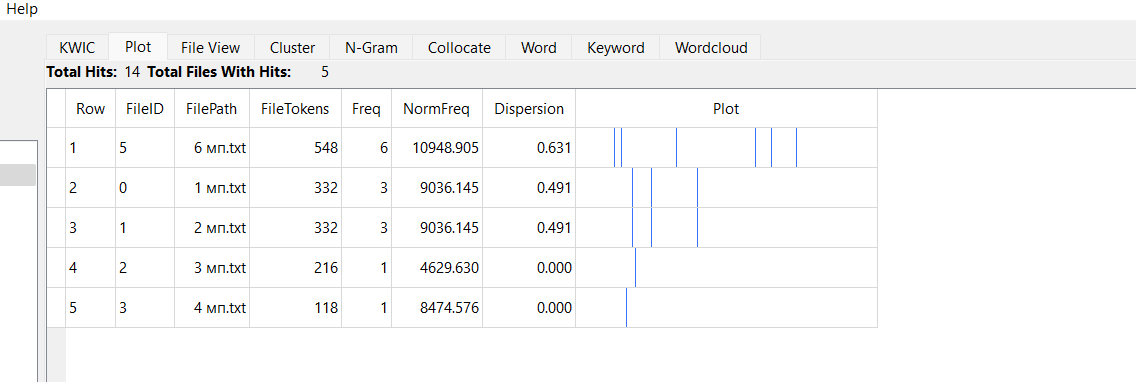 Help
KWIC Plot File View Cluster N-Gram Collocate Word Keyword Wordcloud
Total Hits: 14 Total Files With Hits: 5
Row FileID FilePath FileTokens Freq NormFreq Dispersion Plot
1 5 6 мп.txt 548 6 10948.905 0.631
2 0 1 мп.txt 332 3 9036.145 0.491
3 1 2 мп.txt 332 3 9036.145 0.491
4 2 3 мп.txt 216 1 4629.630 0.000
5 3 4 мп.txt 118 1 8474.576 0.000